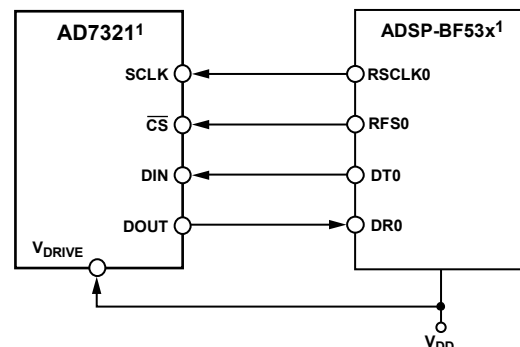 AD7321¹
ADSP-BF53x¹
SCLK
RSCLK0
CS
RFS0
DIN
DT0
DOUT
DR0
VDRIVE
VDD